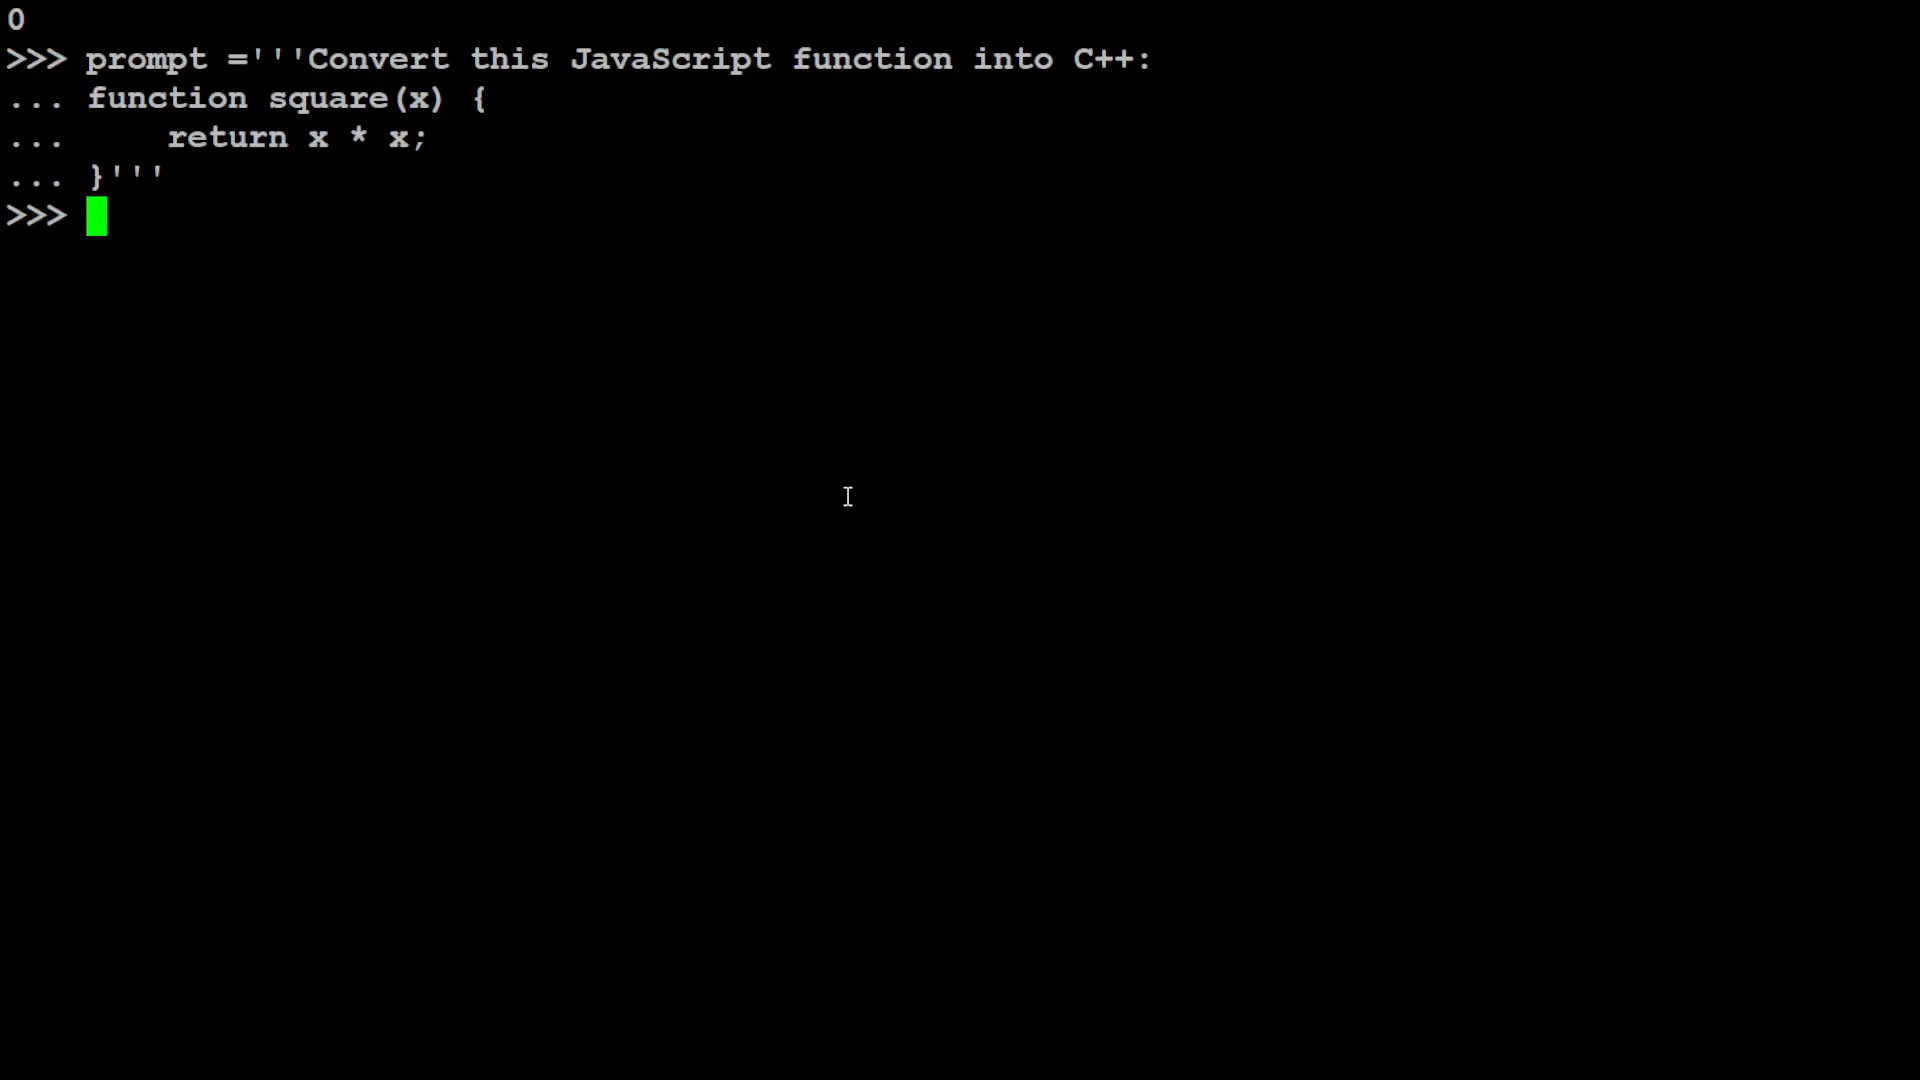 0
>>> prompt ='''Convert this JavaScript function into C++:
... function square(x) {
...     return x * x;
... }'''
>>>